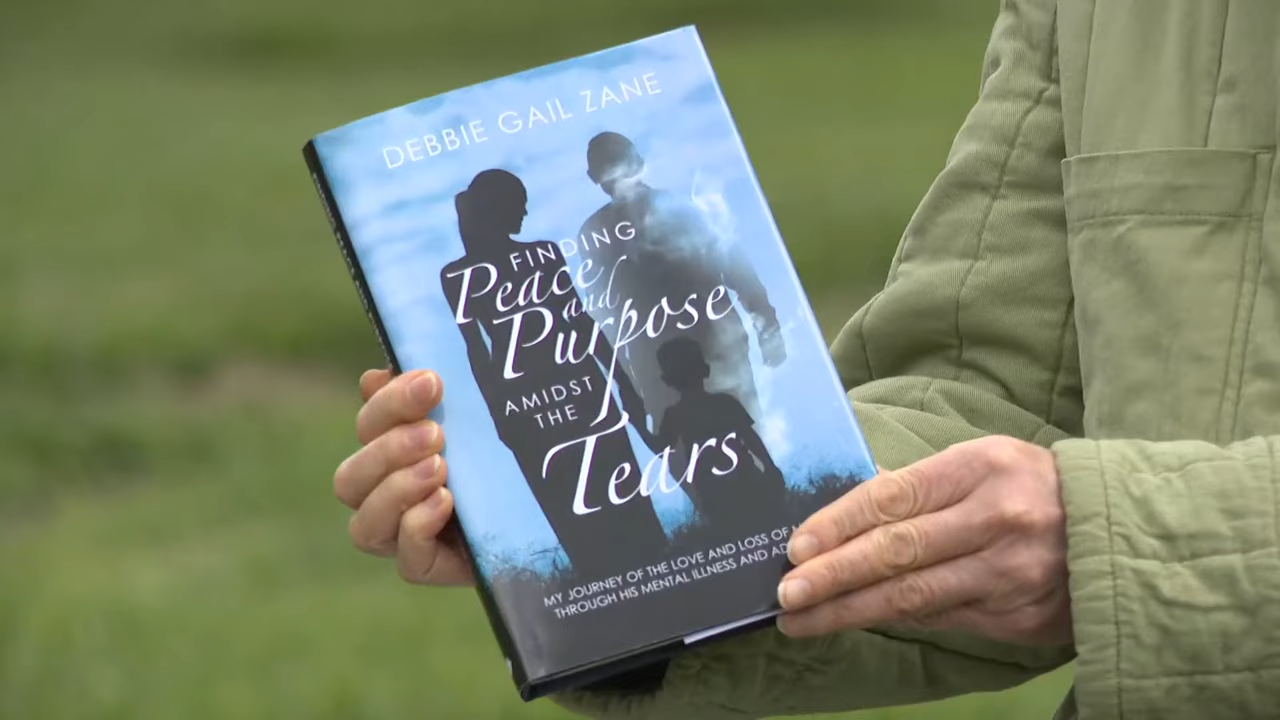 DEBBIE GAIL ZANE
FINDING
Peace
and
Purpose
AMIDST
THE
Tears
MY JOURNEY OF THE LOVE AND LOSS OF
THROUGH HIS MENTAL ILLNESS AND